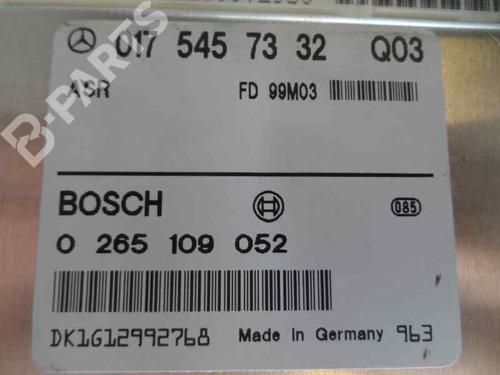 017 545 73 32 Q03
ASR FD 99M03
BOSCH 085
0 265 109 052
DK1G12992768 Made in Germany 963
B-PARTS